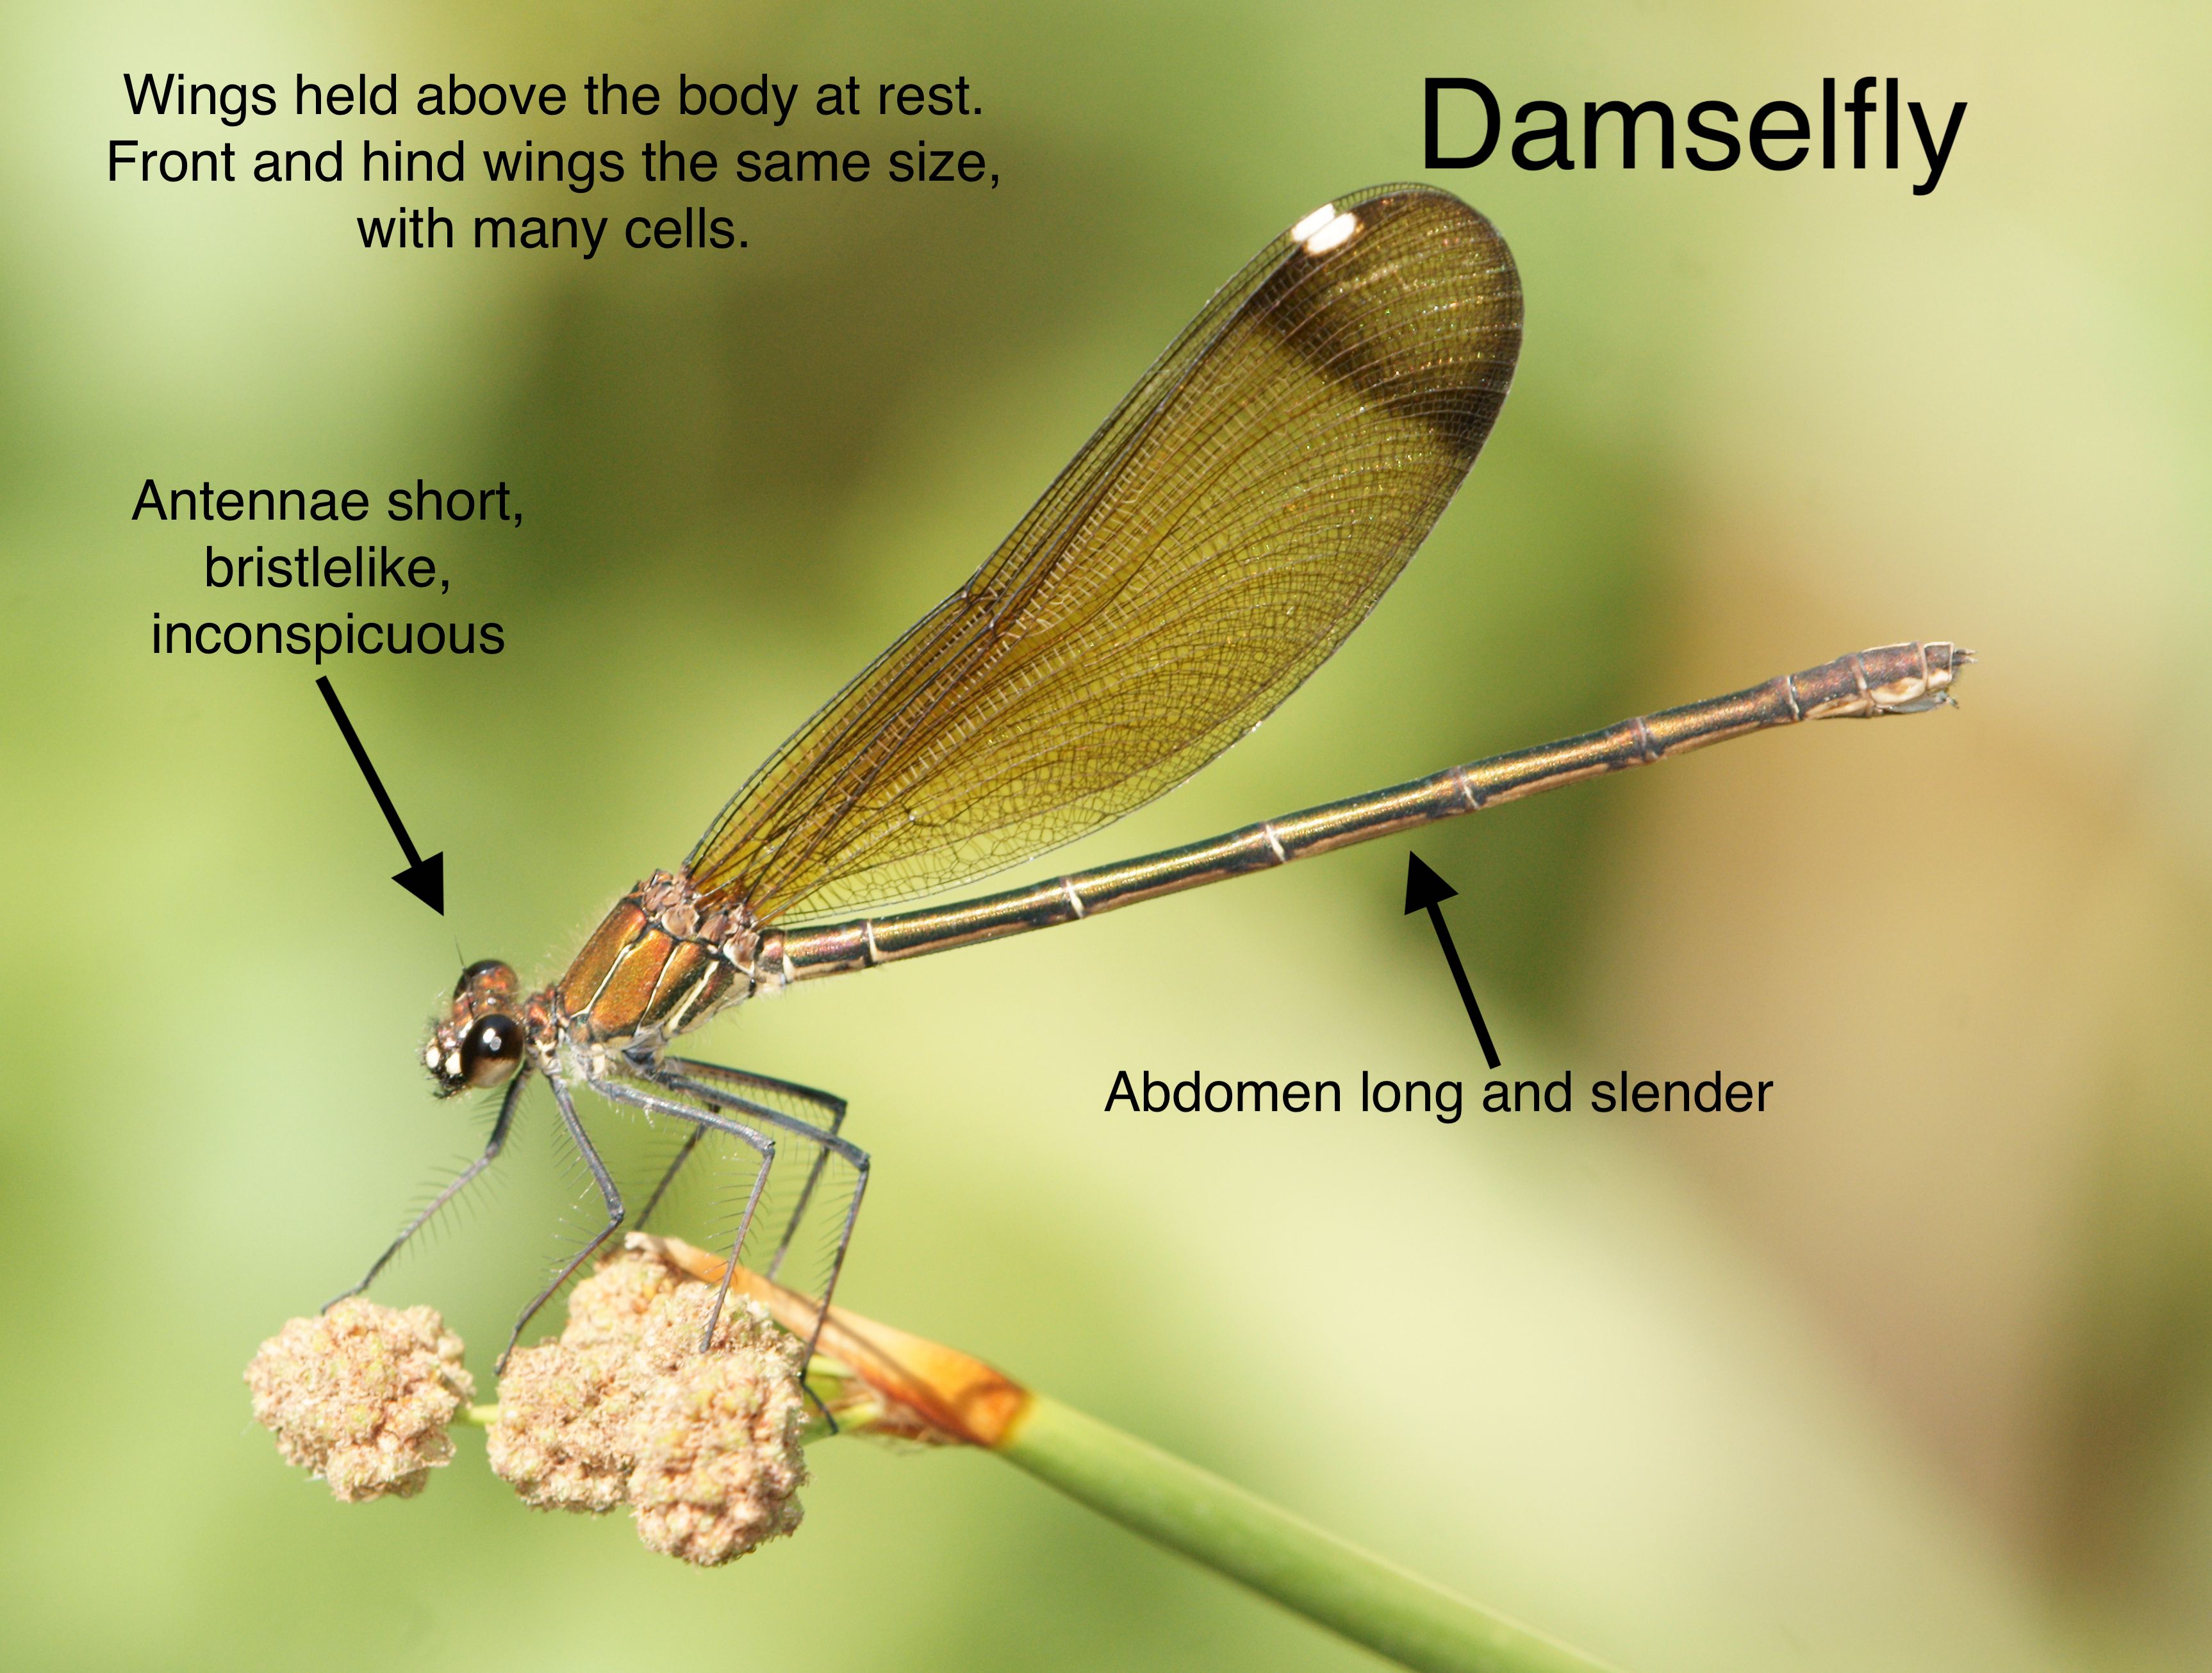 Damselfly
Wings held above the body at rest.
Front and hind wings the same size,
with many cells.
Antennae short,
bristlelike,
inconspicuous
Abdomen long and slender